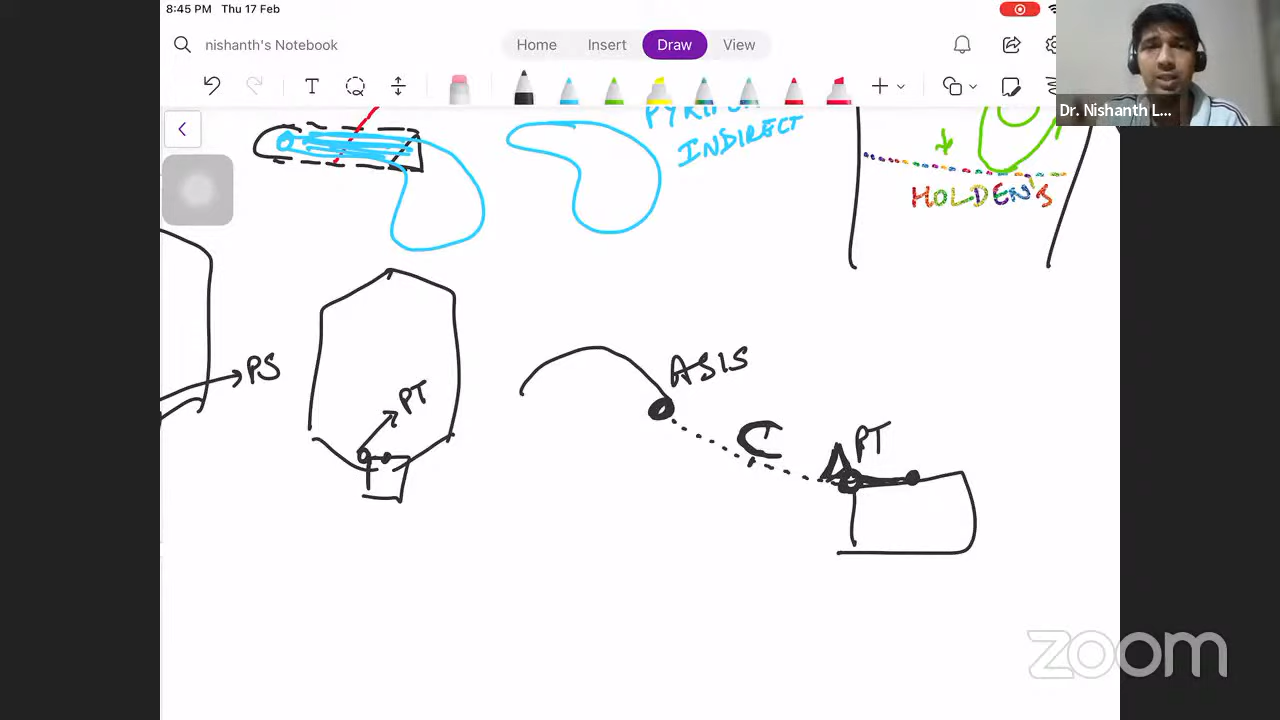 8:45 PM Thu 17 Feb
nishanth's Notebook
Home Insert Draw View
Dr. Nishanth L...
INDIRECT
HOLDEN'S
PS
PT
ASIS
C
PT
zoom